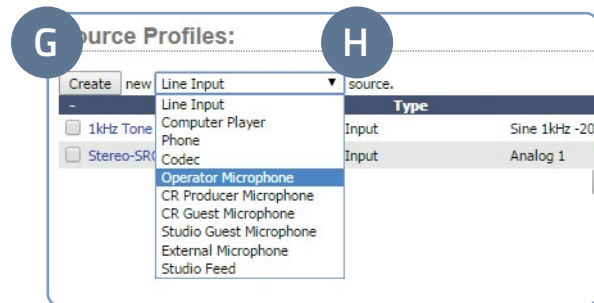 G
H
ource Profiles:
Create new Line Input ▼ source.
- Type
Line Input
Computer Player
Phone
Codec
Operator Microphone
CR Producer Microphone
CR Guest Microphone
Studio Guest Microphone
External Microphone
Studio Feed
1kHz Tone Input Sine 1kHz -20
Stereo-SRC Input Analog 1